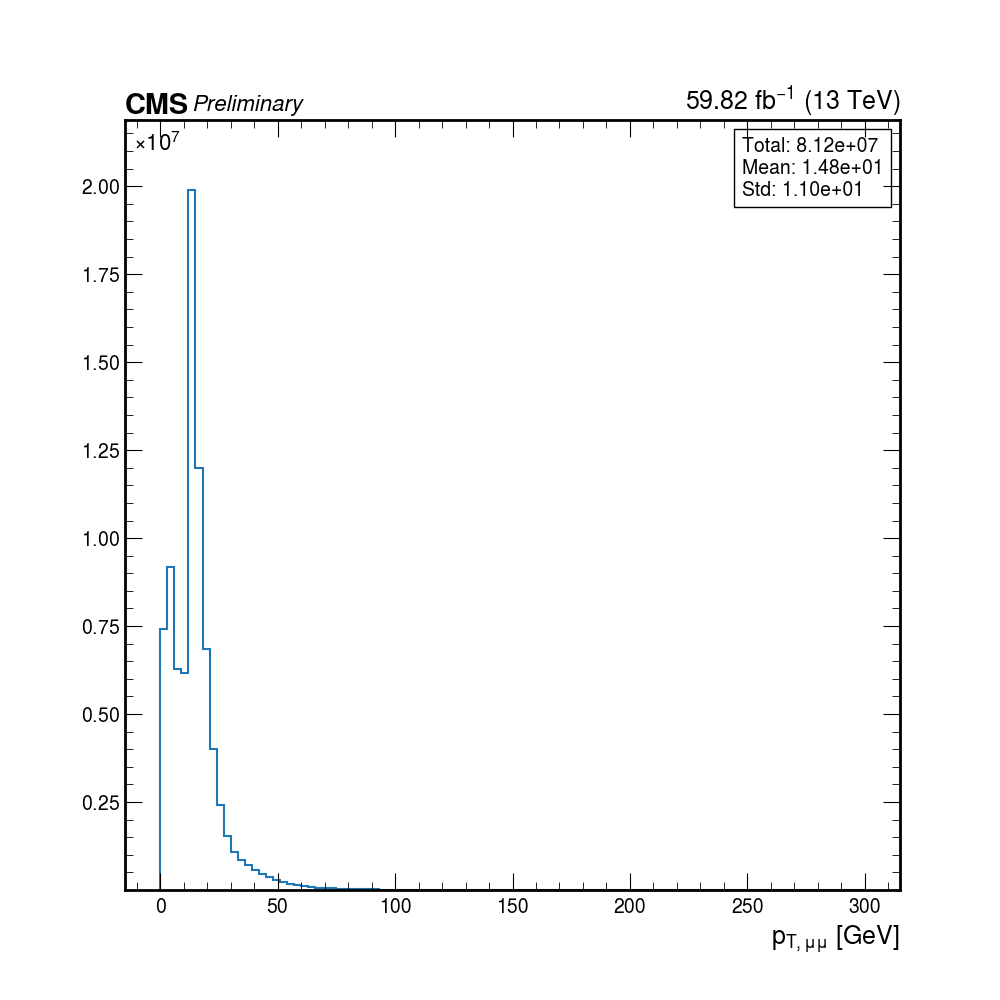 CMS Preliminary 59.82 fb⁻¹ (13 TeV)
×10⁷
Total: 8.12e+07
Mean: 1.48e+01
Std: 1.10e+01
2.00
1.75
1.50
1.25
1.00
0.75
0.50
0.25
0 50 100 150 200 250 300
p_T, μμ [GeV]